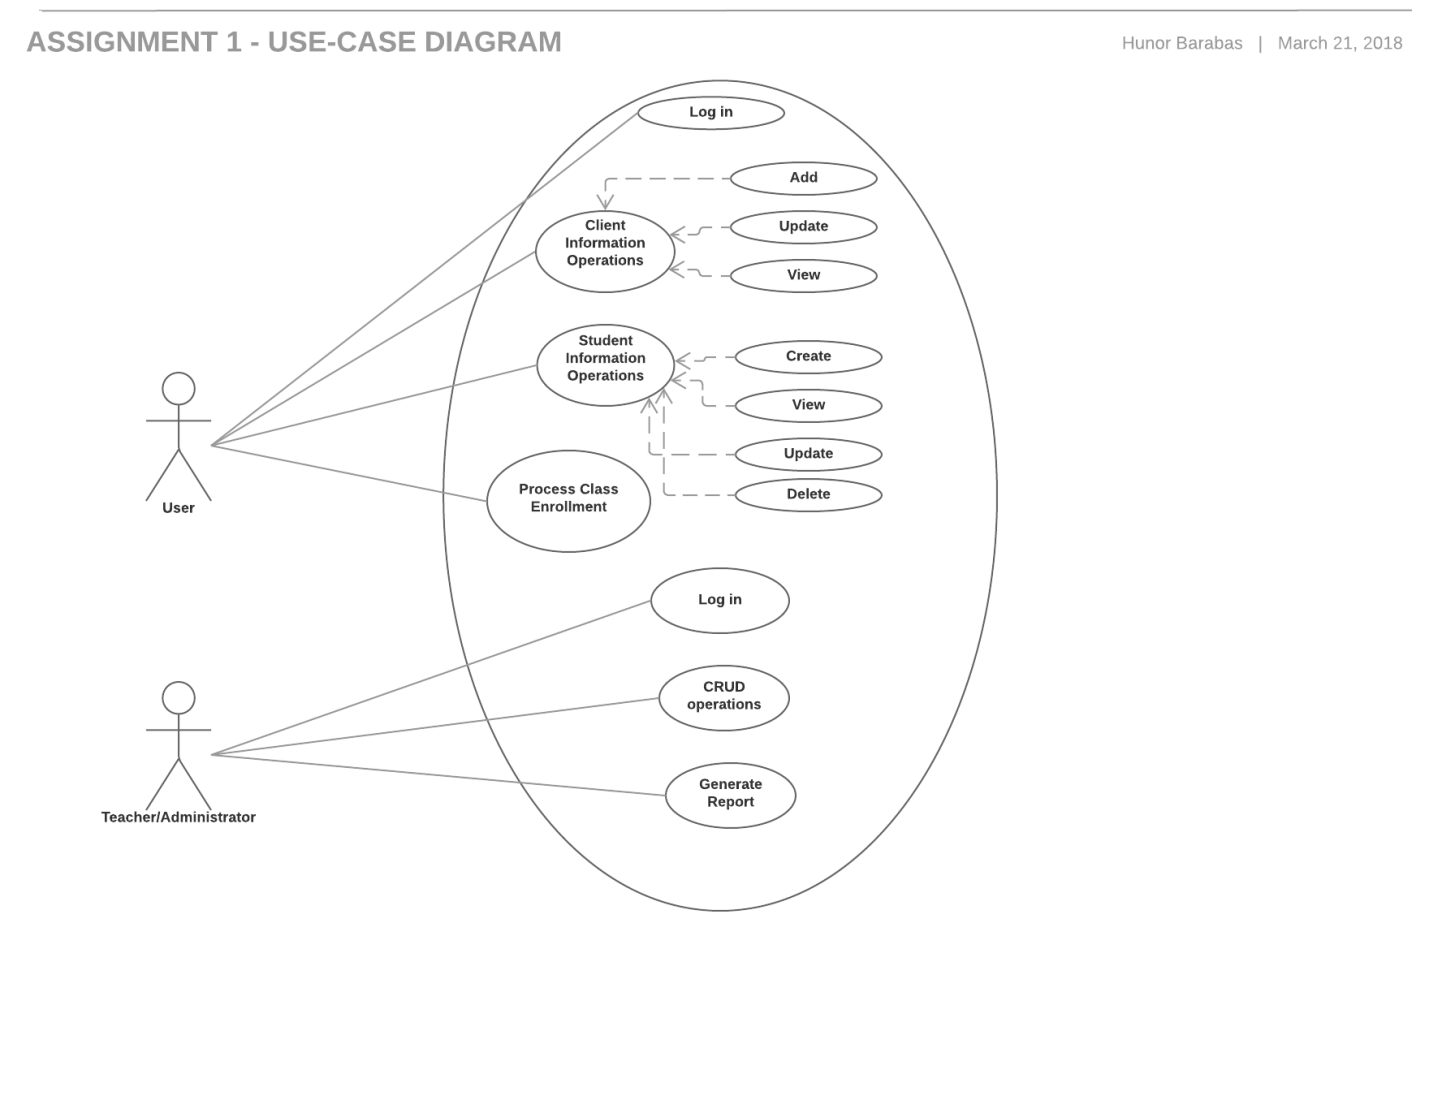 ASSIGNMENT 1 - USE-CASE DIAGRAM
Hunor Barabas | March 21, 2018
Log in
Add
Client
Information
Operations
Update
View
Student
Information
Operations
Create
View
Update
Delete
Process Class
Enrollment
User
Log in
CRUD
operations
Generate
Report
Teacher/Administrator